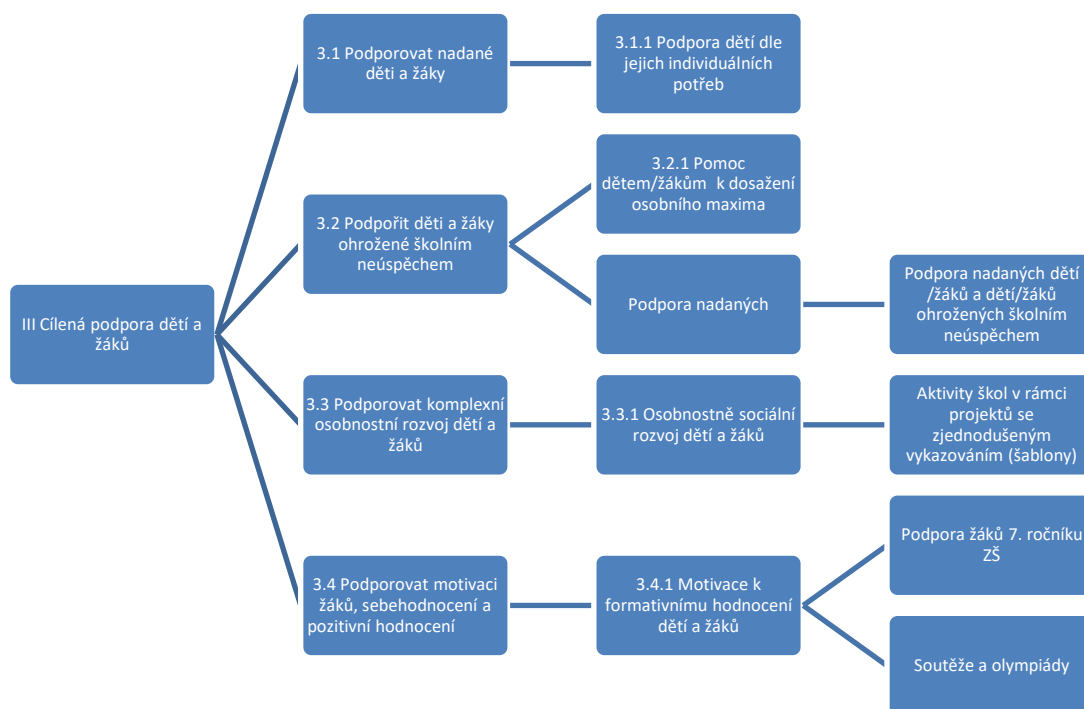 III Cílená podpora dětí a
žáků
3.1 Podporovat nadané
děti a žáky
3.1.1 Podpora dětí dle
jejich individuálních
potřeb
3.2 Podpořit děti a žáky
ohrožené školním
neúspěchem
3.2.1 Pomoc
dětem/žákům k dosažení
osobního maxima
Podpora nadaných
Podpora nadaných dětí
/žáků a dětí/žáků
ohrožených školním
neúspěchem
3.3 Podporovat komplexní
osobnostní rozvoj dětí a
žáků
3.3.1 Osobnostně sociální
rozvoj dětí a žáků
Aktivity škol v rámci
projektů se
zjednodušeným
vykazováním (šablony)
3.4 Podporovat motivaci
žáků, sebehodnocení a
pozitivní hodnocení
3.4.1 Motivace k
formativnímu hodnocení
dětí a žáků
Podpora žáků 7. ročníku
ZŠ
Soutěže a olympiády